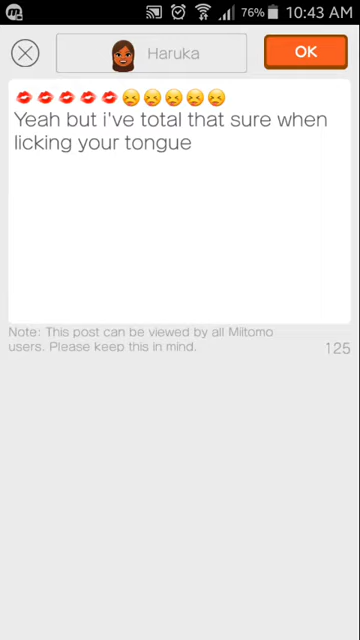 76% 10:43 AM
Haruka
OK
💋💋💋💋💋😝😝😝😝😝
Yeah but i've total that sure when
licking your tongue
Note: This post can be viewed by all Miitomo
users. Please keep this in mind.
125